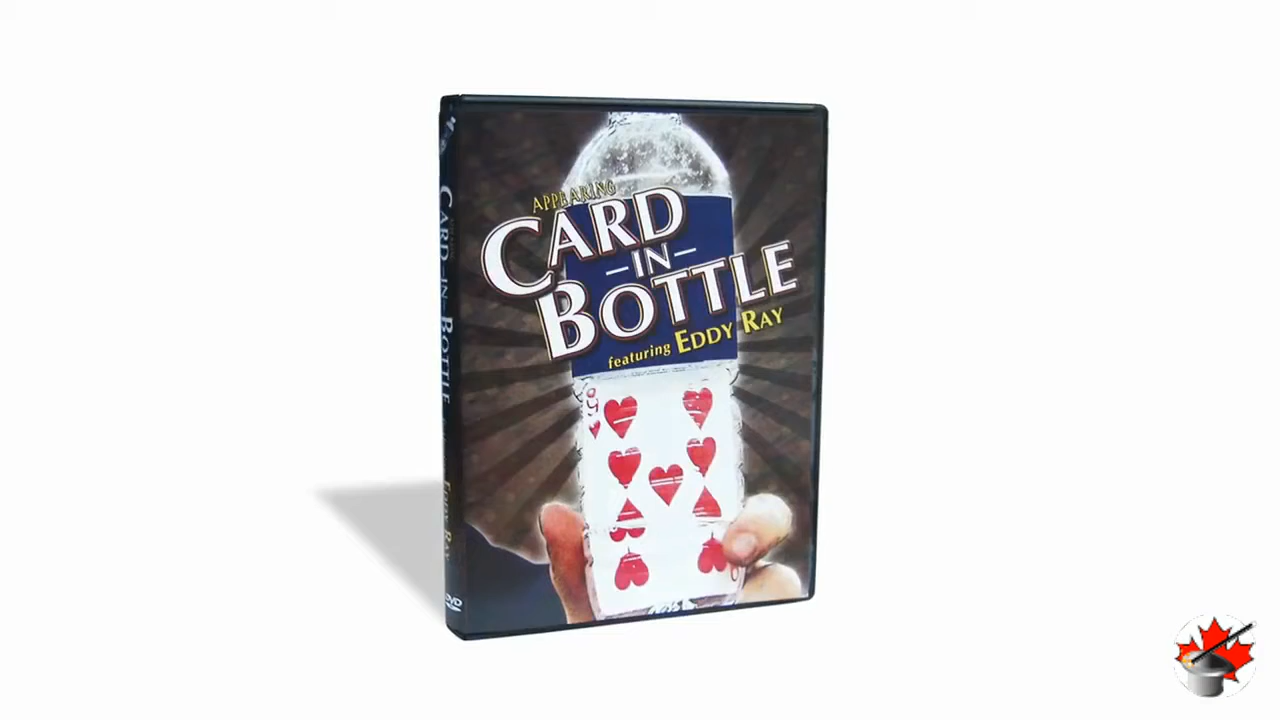 APPEARING
CARD
–IN–
BOTTLE
featuring EDDY RAY
CARD–IN–BOTTLE
EDDY RAY
DVD